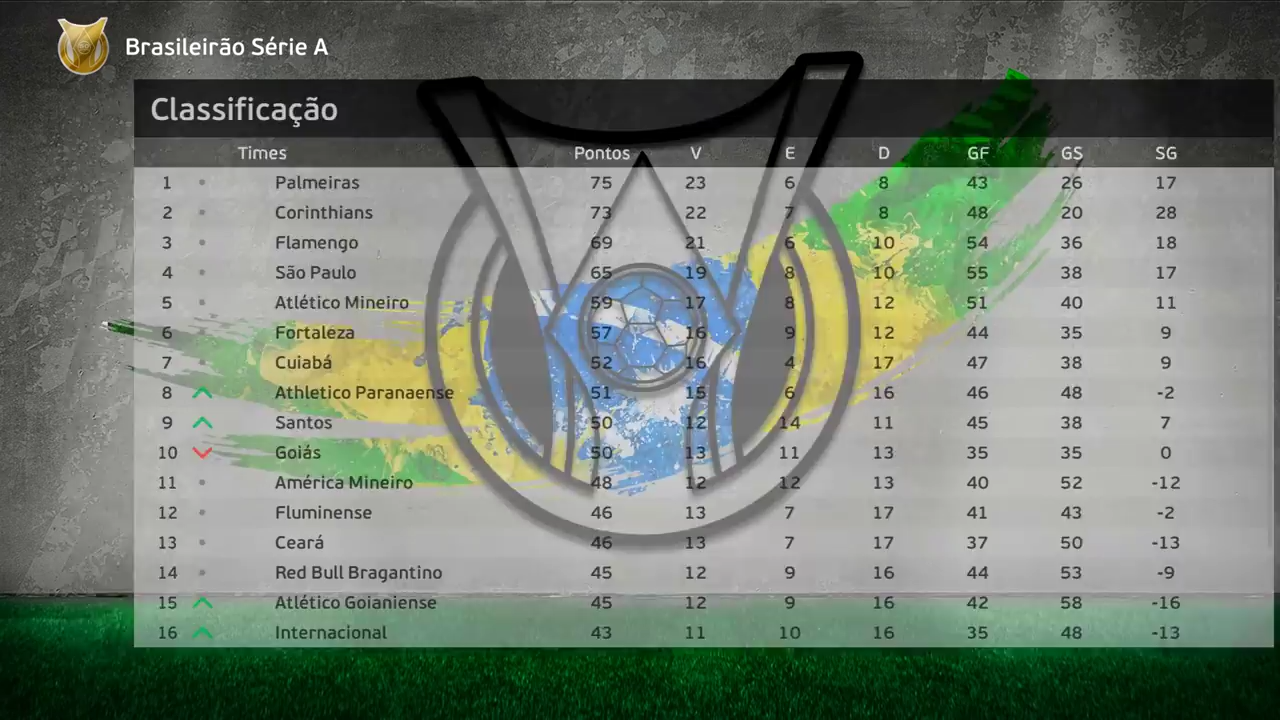 Brasileirão Série A
Classificação
Times Pontos V E D GF GS SG
1 Palmeiras 75 23 6 8 43 26 17
2 Corinthians 73 22 7 8 48 20 28
3 Flamengo 69 21 6 10 54 36 18
4 São Paulo 65 19 8 10 55 38 17
5 Atlético Mineiro 59 17 8 12 51 40 11
6 Fortaleza 57 16 9 12 44 35 9
7 Cuiabá 52 16 4 17 47 38 9
8 Athletico Paranaense 51 15 6 16 46 48 -2
9 Santos 50 12 14 11 45 38 7
10 Goiás 50 13 11 13 35 35 0
11 América Mineiro 48 12 12 13 40 52 -12
12 Fluminense 46 13 7 17 41 43 -2
13 Ceará 46 13 7 17 37 50 -13
14 Red Bull Bragantino 45 12 9 16 44 53 -9
15 Atlético Goianiense 45 12 9 16 42 58 -16
16 Internacional 43 11 10 16 35 48 -13